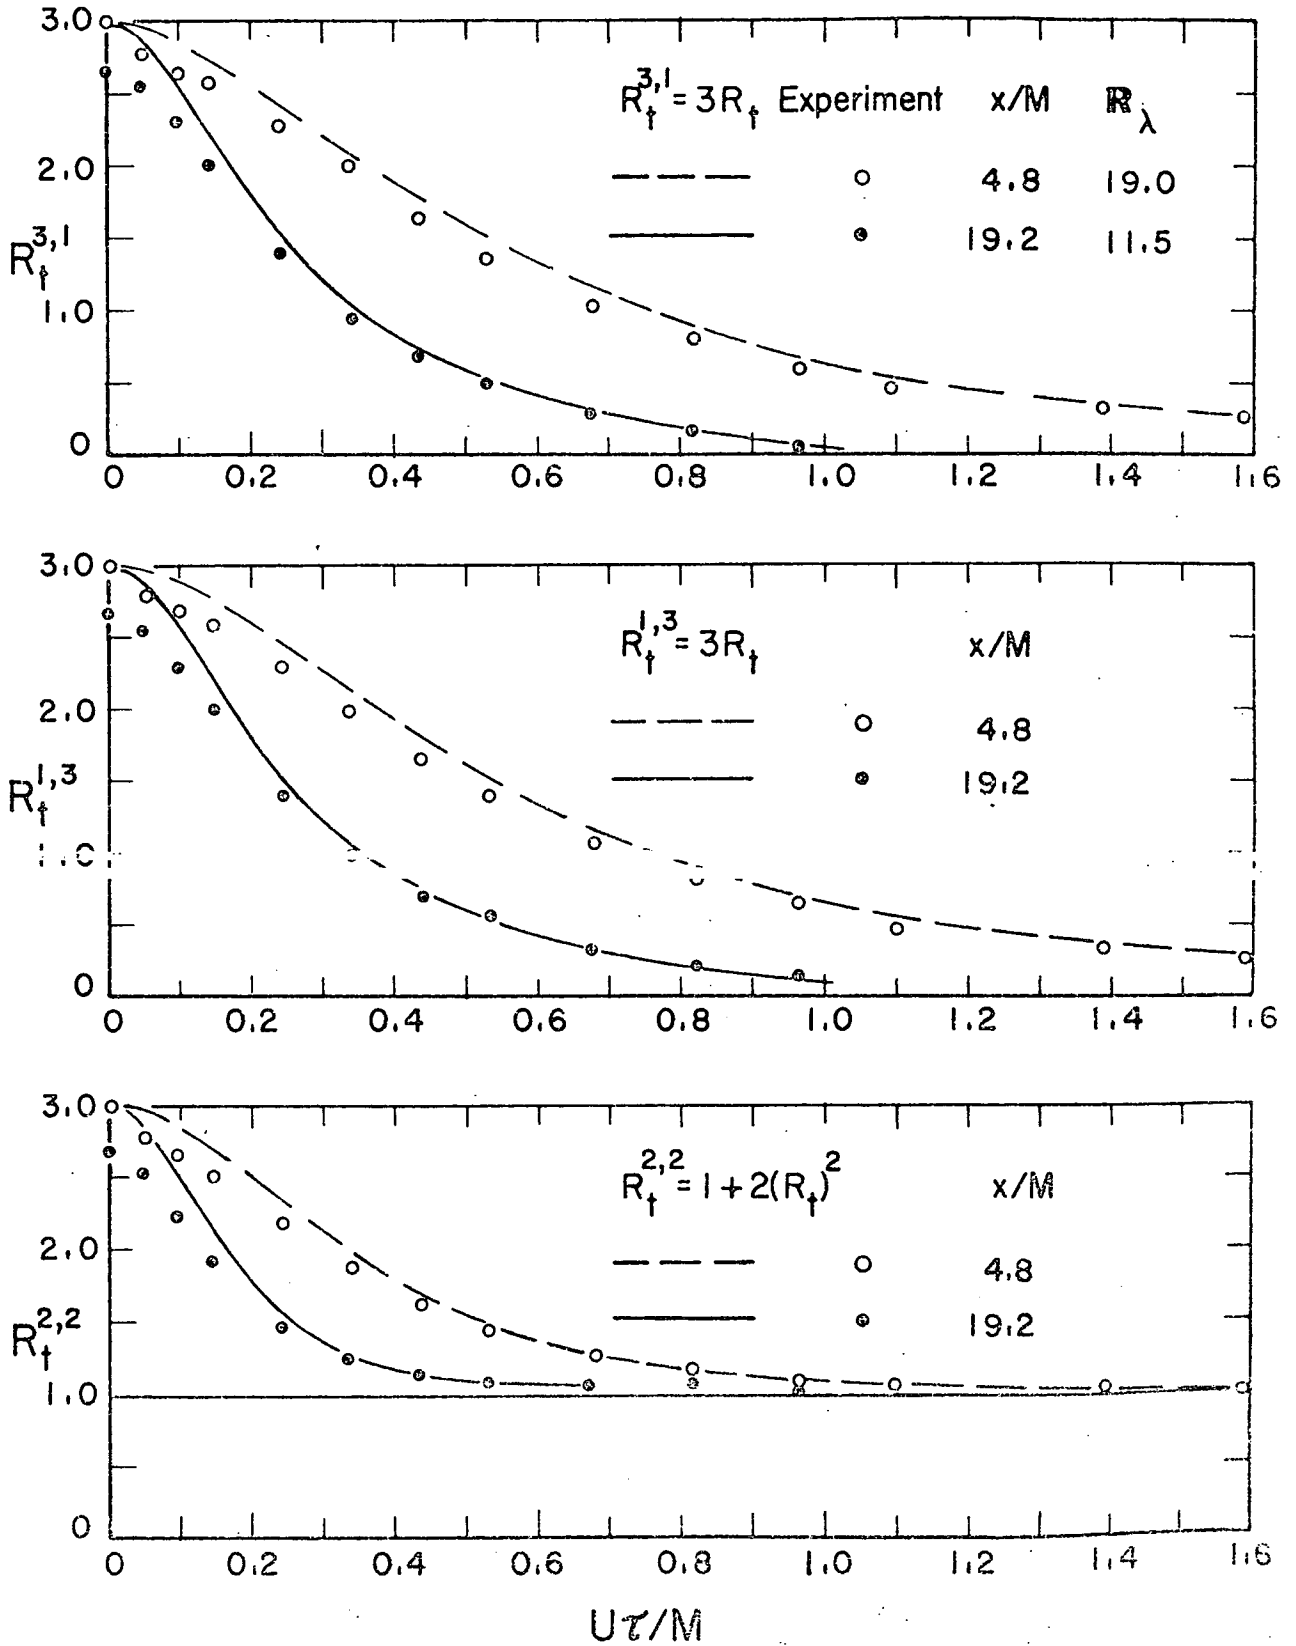 3.0
R_t^{3,1} = 3R_t Experiment x/M R_λ
2.0
4.8 19.0
19.2 11.5
R_t^{3,1}
1.0
0
0 0.2 0.4 0.6 0.8 1.0 1.2 1.4 1.6
3.0
R_t^{1,3} = 3R_t x/M
2.0
4.8
19.2
R_t^{1,3}
1.0
0
0 0.2 0.4 0.6 0.8 1.0 1.2 1.4 1.6
3.0
R_t^{2,2} = 1+2(R_t)^2 x/M
2.0
4.8
19.2
R_t^{2,2}
1.0
0
0 0.2 0.4 0.6 0.8 1.0 1.2 1.4 1.6
Uτ/M